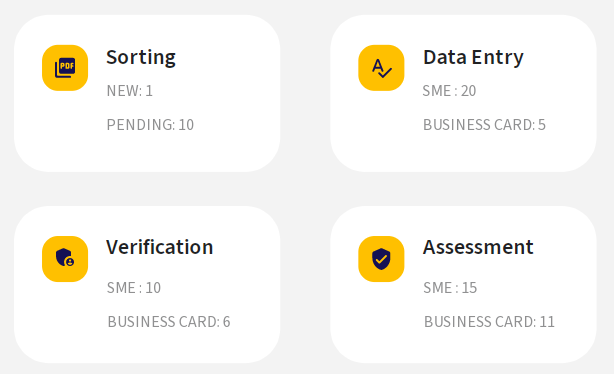 Sorting
NEW: 1
PENDING: 10
Data Entry
SME : 20
BUSINESS CARD: 5
Verification
SME : 10
BUSINESS CARD: 6
Assessment
SME : 15
BUSINESS CARD: 11